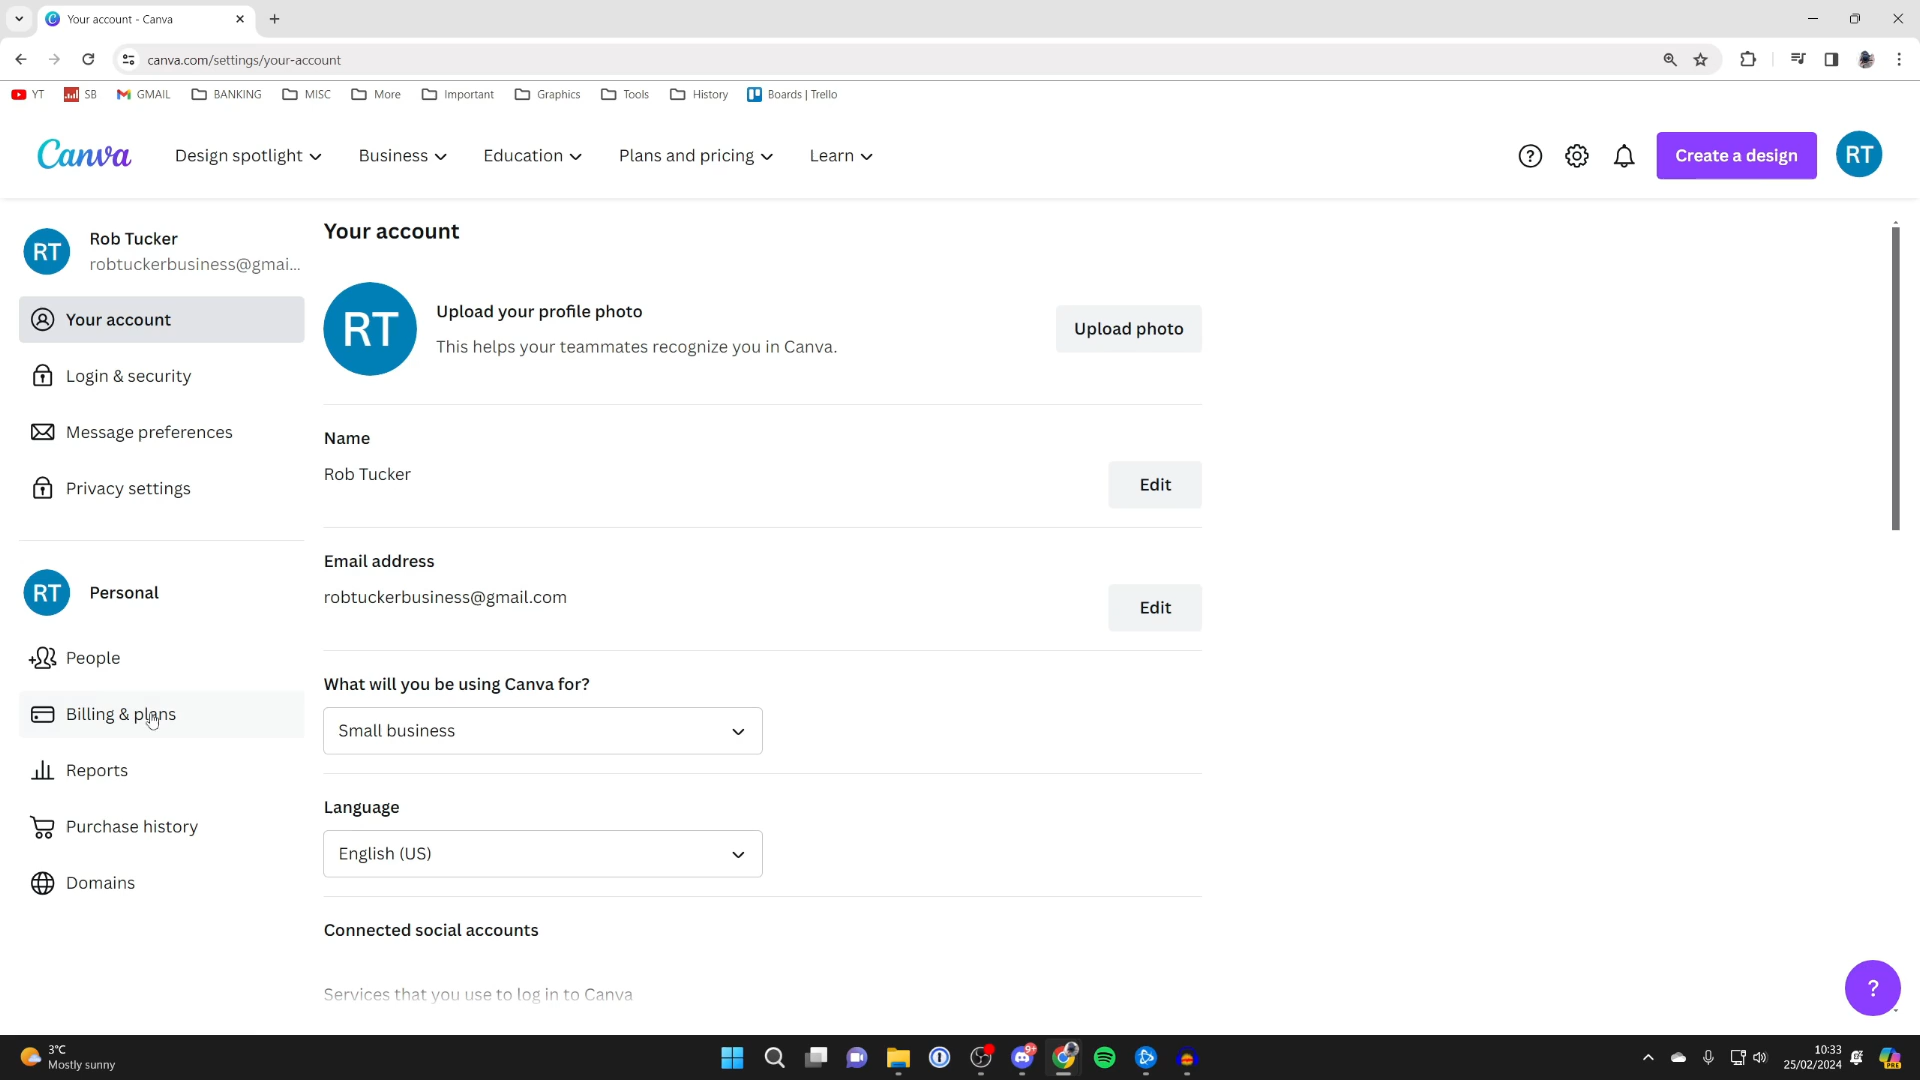 Your account - Canva
canva.com/settings/your-account
YT
SB
GMAIL
BANKING
MISC
More
Important
Graphics
Tools
History
Boards | Trello
Canva
Design spotlight
Business
Education
Plans and pricing
Learn
?
Create a design
RT
RT
Rob Tucker
robtuckerbusiness@gmai...
Your account
Login & security
Message preferences
Privacy settings
RT
Personal
People
Billing & plans
Reports
Purchase history
Domains
Your account
RT
Upload your profile photo
This helps your teammates recognize you in Canva.
Upload photo
Name
Rob Tucker
Edit
Email address
robtuckerbusiness@gmail.com
Edit
What will you be using Canva for?
Small business
Language
English (US)
Connected social accounts
Services that you use to log in to Canva
?
3°C
Mostly sunny
9+
10:33
25/02/2024
PRE